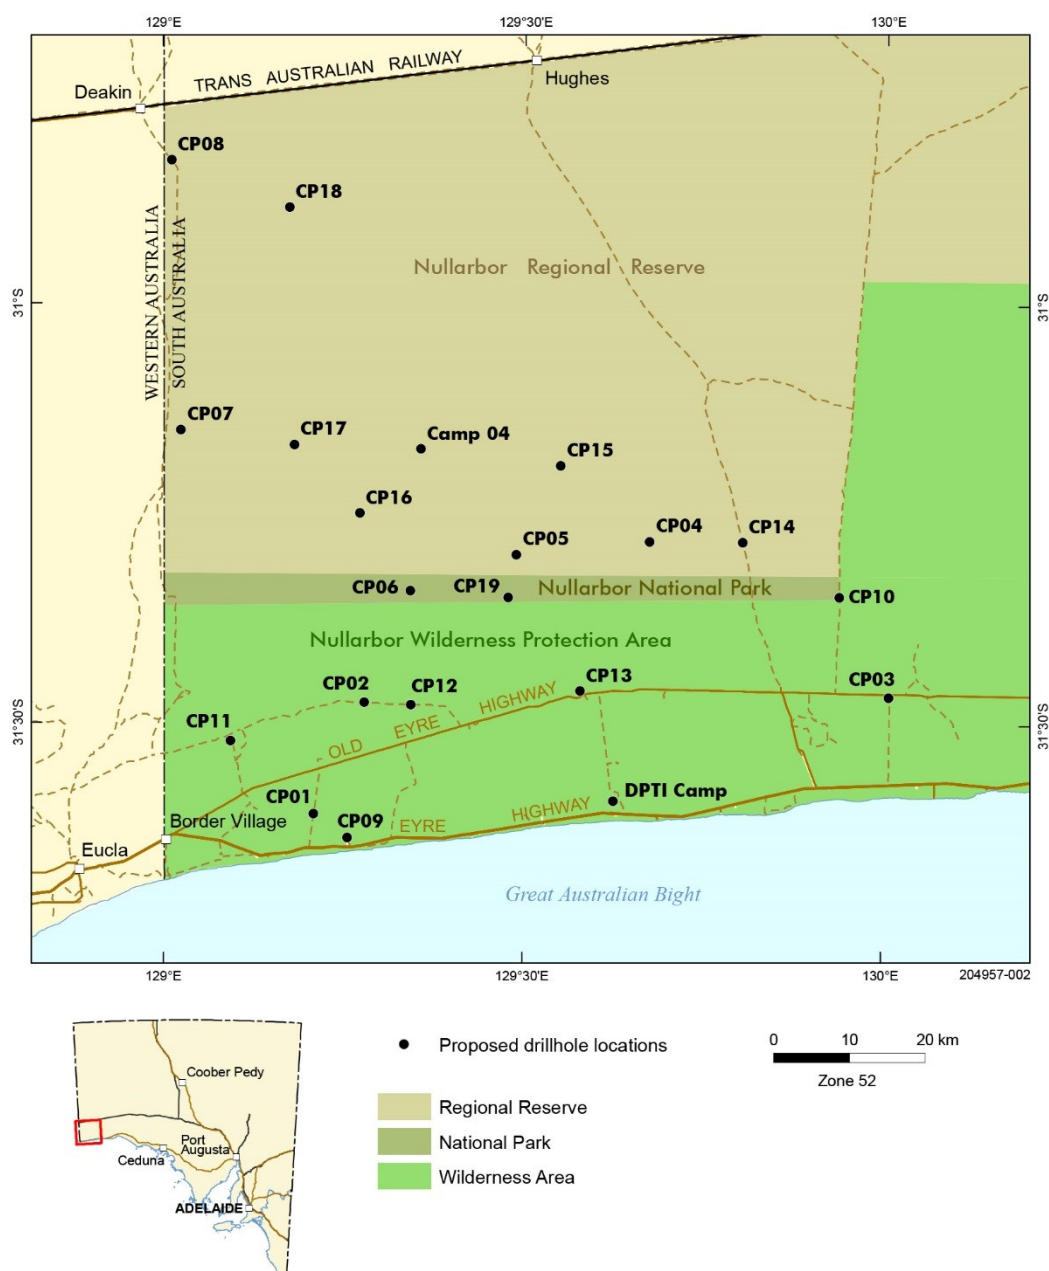 129°E
129°30'E
130°E
TRANS AUSTRALIAN RAILWAY
Deakin
Hughes
CP08
CP18
WESTERN AUSTRALIA
SOUTH AUSTRALIA
Nullarbor Regional Reserve
31°S
31°S
CP07
CP17
Camp 04
CP15
CP16
CP05
CP04
CP14
CP06
CP19
Nullarbor National Park
CP10
Nullarbor Wilderness Protection Area
CP02
CP12
CP13
CP03
CP11
31°30'S
31°30'S
OLD EYRE HIGHWAY
CP01
DPTI Camp
Border Village
CP09
EYRE HIGHWAY
Eucla
Great Australian Bight
129°E
129°30'E
130°E
204957-002
Coober Pedy
Port
Augusta
Ceduna
ADELAIDE
Proposed drillhole locations
Regional Reserve
National Park
Wilderness Area
0 10 20 km
Zone 52